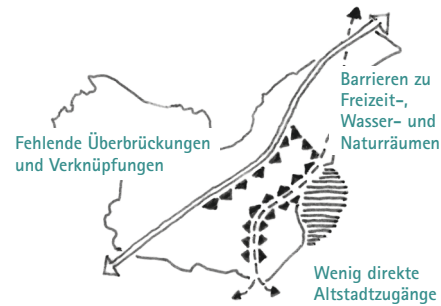 Barrieren zu
Freizeit-,
Wasser- und
Naturräumen
Fehlende Überbrückungen
und Verknüpfungen
Wenig direkte
Altstadtzugänge